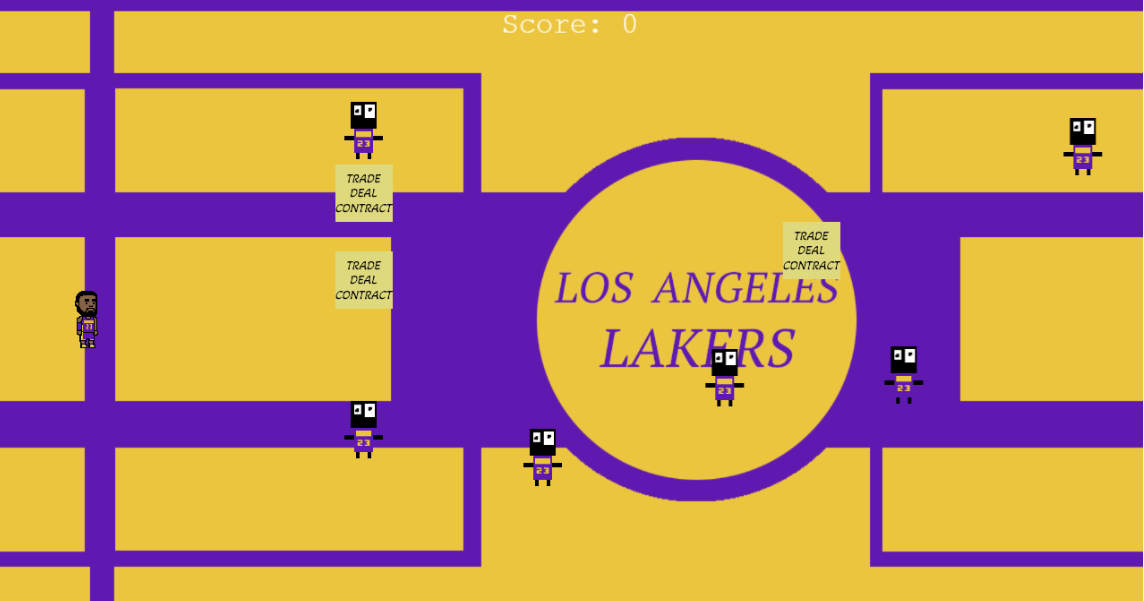 Score: 0
23
23
TRADE
DEAL
CONTRACT
TRADE
DEAL
CONTRACT
TRADE
DEAL
CONTRACT
LOS ANGELES
LAKERS
23
23
23
23